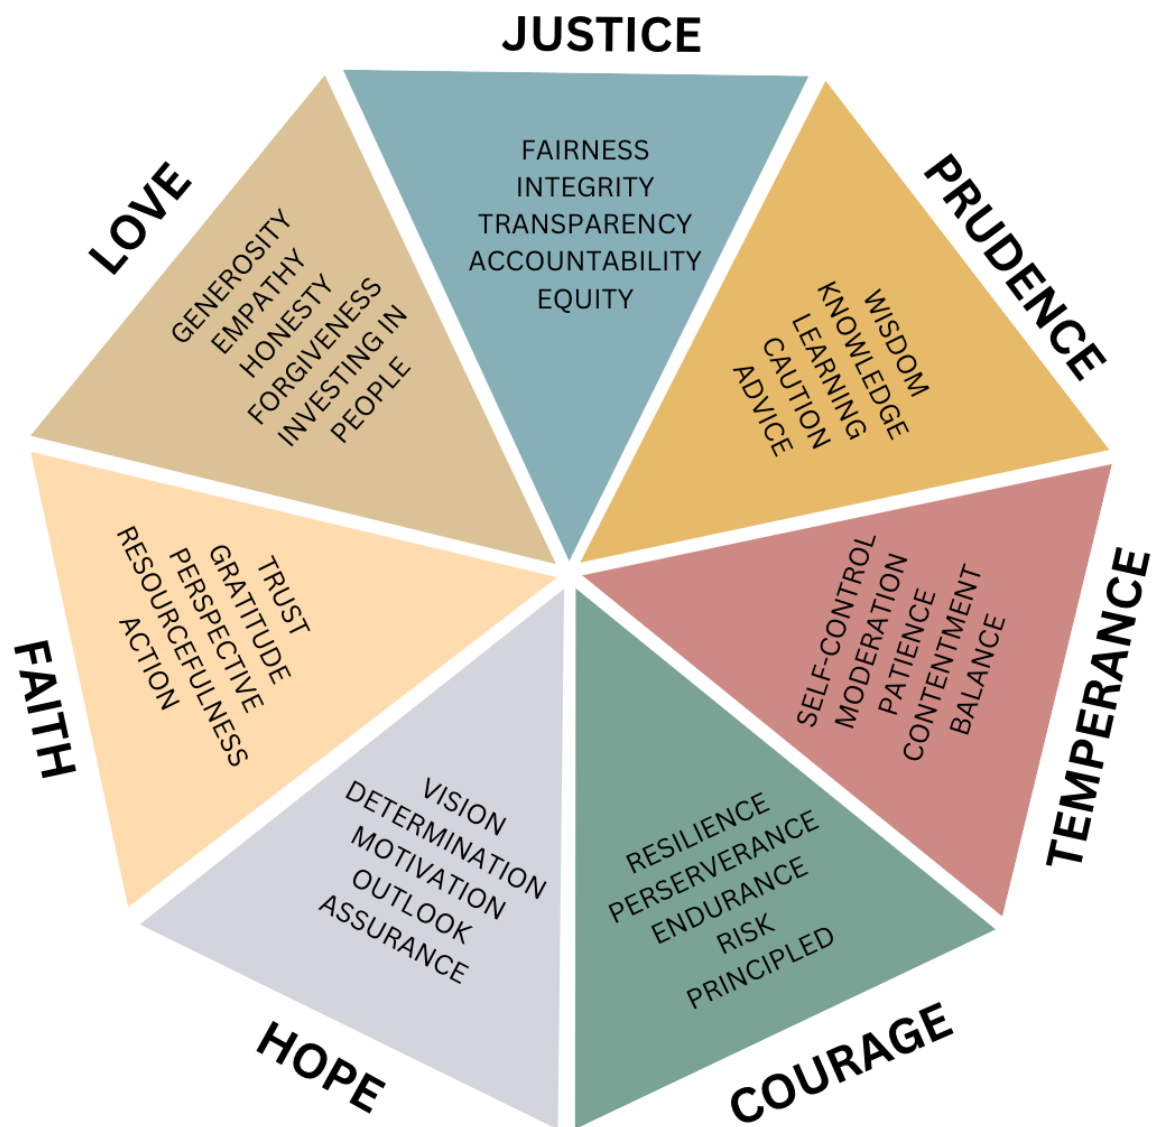 JUSTICE
FAIRNESS
INTEGRITY
TRANSPARENCY
ACCOUNTABILITY
EQUITY
PRUDENCE
WISDOM
KNOWLEDGE
LEARNING
CAUTION
ADVICE
TEMPERANCE
SELF-CONTROL
MODERATION
PATIENCE
CONTENTMENT
BALANCE
COURAGE
RESILIENCE
PERSERVERANCE
ENDURANCE
RISK
PRINCIPLED
HOPE
VISION
DETERMINATION
MOTIVATION
OUTLOOK
ASSURANCE
FAITH
TRUST
GRATITUDE
PERSPECTIVE
RESOURCEFULNESS
ACTION
LOVE
GENEROSITY
EMPATHY
HONESTY
FORGIVENESS
INVESTING IN
PEOPLE